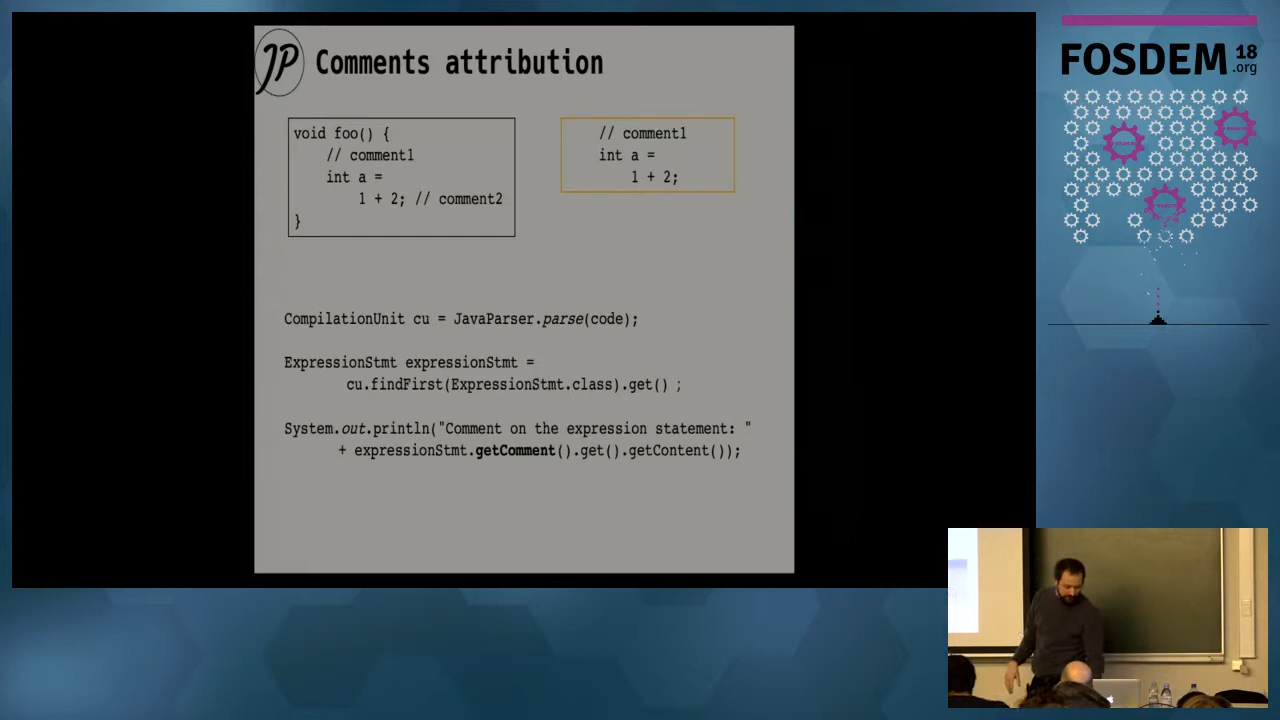 JP Comments attribution
void foo() {
// comment1
int a =
1 + 2; // comment2
}
// comment1
int a =
1 + 2;
CompilationUnit cu = JavaParser.parse(code);
ExpressionStmt expressionStmt =
cu.findFirst(ExpressionStmt.class).get() ;
System.out.println("Comment on the expression statement: "
+ expressionStmt.getComment().get().getContent());
FOSDEM 18
.org